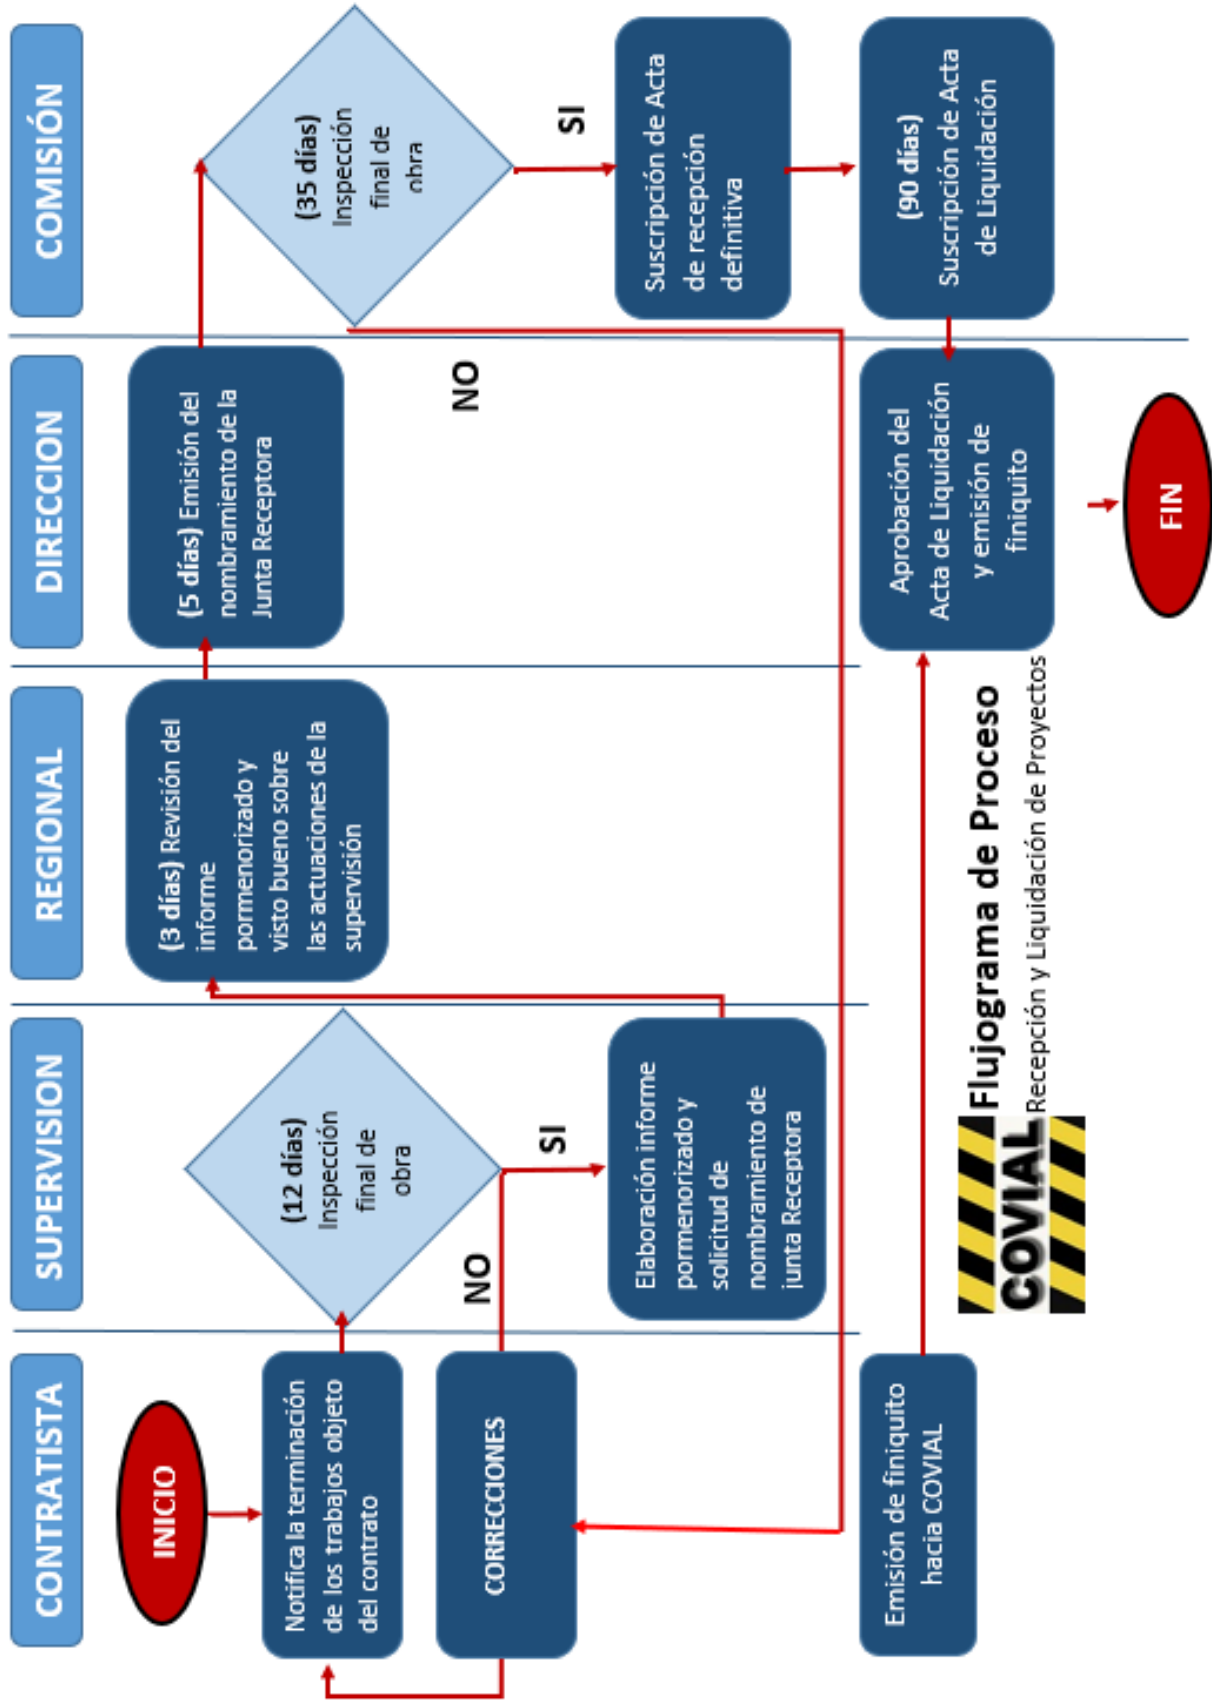 CONTRATISTA
SUPERVISION
REGIONAL
DIRECCION
COMISIÓN
INICIO
Notifica la terminación
de los trabajos objeto
del contrato
(12 días)
Inspección
final de
obra
NO
SI
CORRECCIONES
Elaboración informe
pormenorizado y
solicitud de
nombramiento de
junta Receptora
(3 días) Revisión del
informe
pormenorizado y
visto bueno sobre
las actuaciones de la
supervisión
(5 días) Emisión del
nombramiento de la
Junta Receptora
(35 días)
Inspección
final de
obra
NO
SI
Suscripción de Acta
de recepción
definitiva
(90 días)
Suscripción de Acta
de Liquidación
Emisión de finiquito
hacia COVIAL
Aprobación del
Acta de Liquidación
y emisión de
finiquito
FIN
COVIAL
Flujograma de Proceso
Recepción y Liquidación de Proyectos